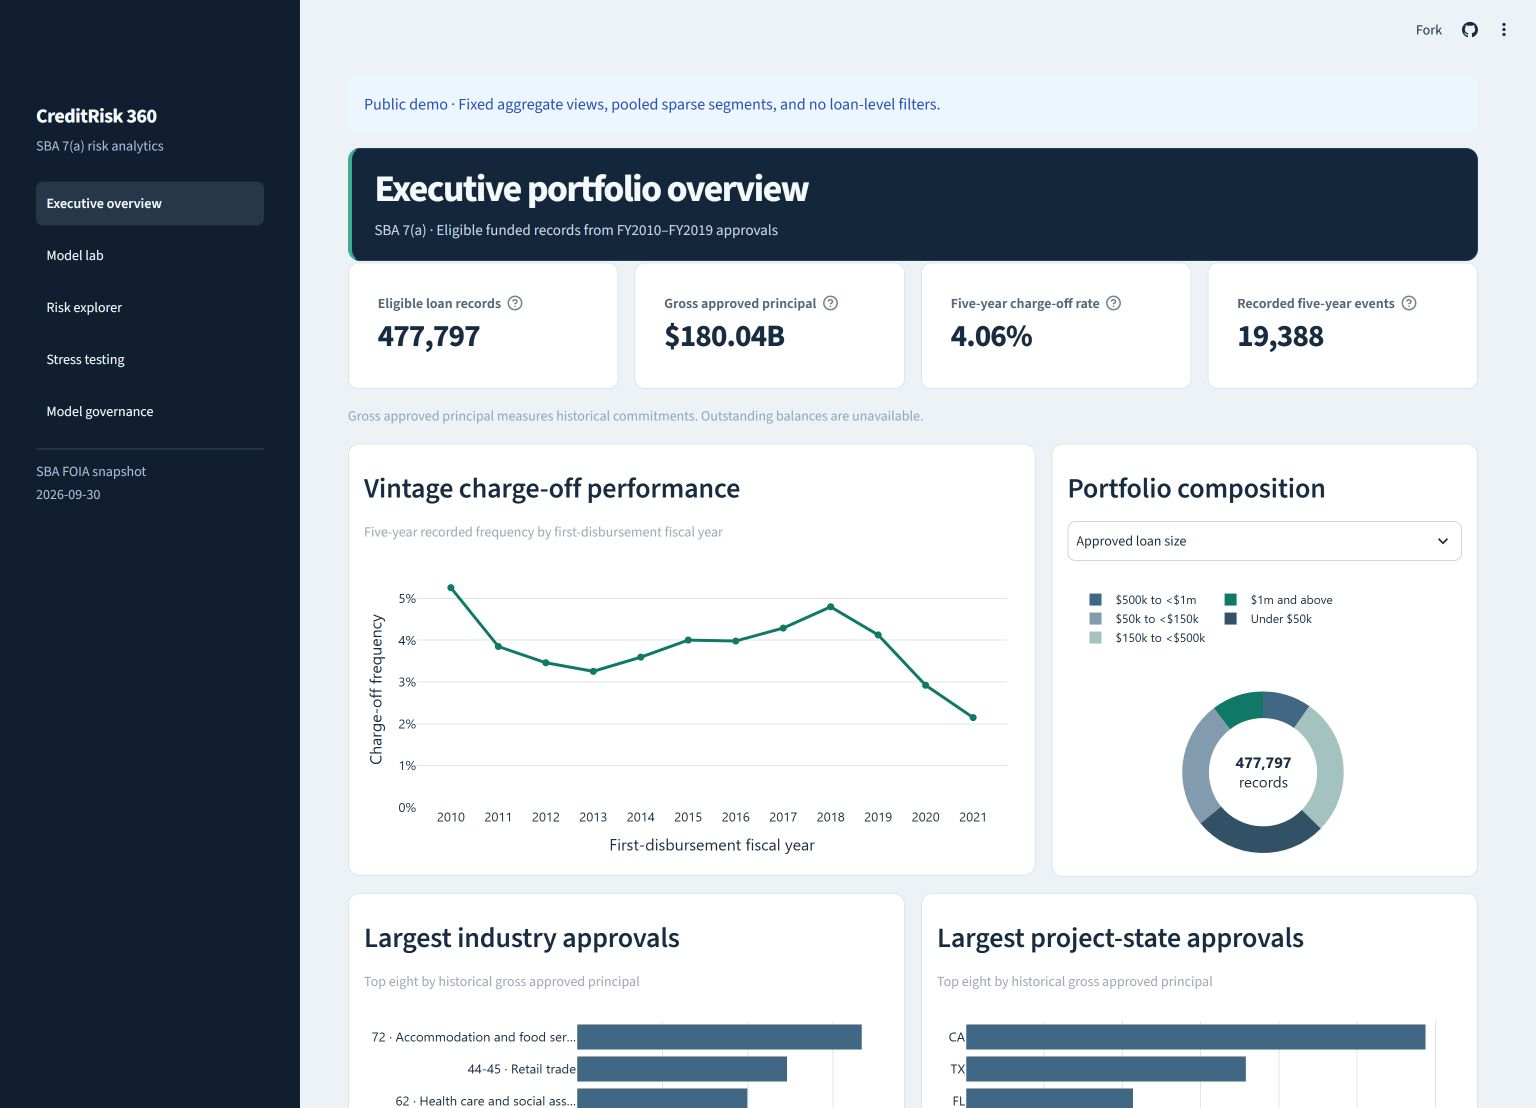 Fork
CreditRisk 360
SBA 7(a) risk analytics
Executive overview
Model lab
Risk explorer
Stress testing
Model governance
SBA FOIA snapshot
2026-09-30
Public demo · Fixed aggregate views, pooled sparse segments, and no loan-level filters.
Executive portfolio overview
SBA 7(a) · Eligible funded records from FY2010–FY2019 approvals
Eligible loan records
477,797
Gross approved principal
$180.04B
Five-year charge-off rate
4.06%
Recorded five-year events
19,388
Gross approved principal measures historical commitments. Outstanding balances are unavailable.
Vintage charge-off performance
Five-year recorded frequency by first-disbursement fiscal year
Charge-off frequency
5%
4%
3%
2%
1%
0%
2010 2011 2012 2013 2014 2015 2016 2017 2018 2019 2020 2021
First-disbursement fiscal year
Portfolio composition
Approved loan size
$500k to <$1m
$1m and above
$50k to <$150k
Under $50k
$150k to <$500k
477,797
records
Largest industry approvals
Top eight by historical gross approved principal
72 · Accommodation and food ser...
44-45 · Retail trade
62 · Health care and social ass...
Largest project-state approvals
Top eight by historical gross approved principal
CA
TX
FL